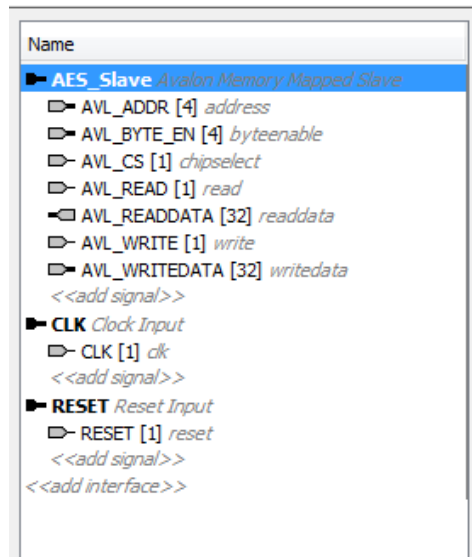 Name
AES_Slave Avalon Memory Mapped Slave
AVL_ADDR [4] address
AVL_BYTE_EN [4] byteenable
AVL_CS [1] chipselect
AVL_READ [1] read
AVL_READDATA [32] readdata
AVL_WRITE [1] write
AVL_WRITEDATA [32] writedata
<<add signal>>
CLK Clock Input
CLK [1] clk
<<add signal>>
RESET Reset Input
RESET [1] reset
<<add signal>>
<<add interface>>